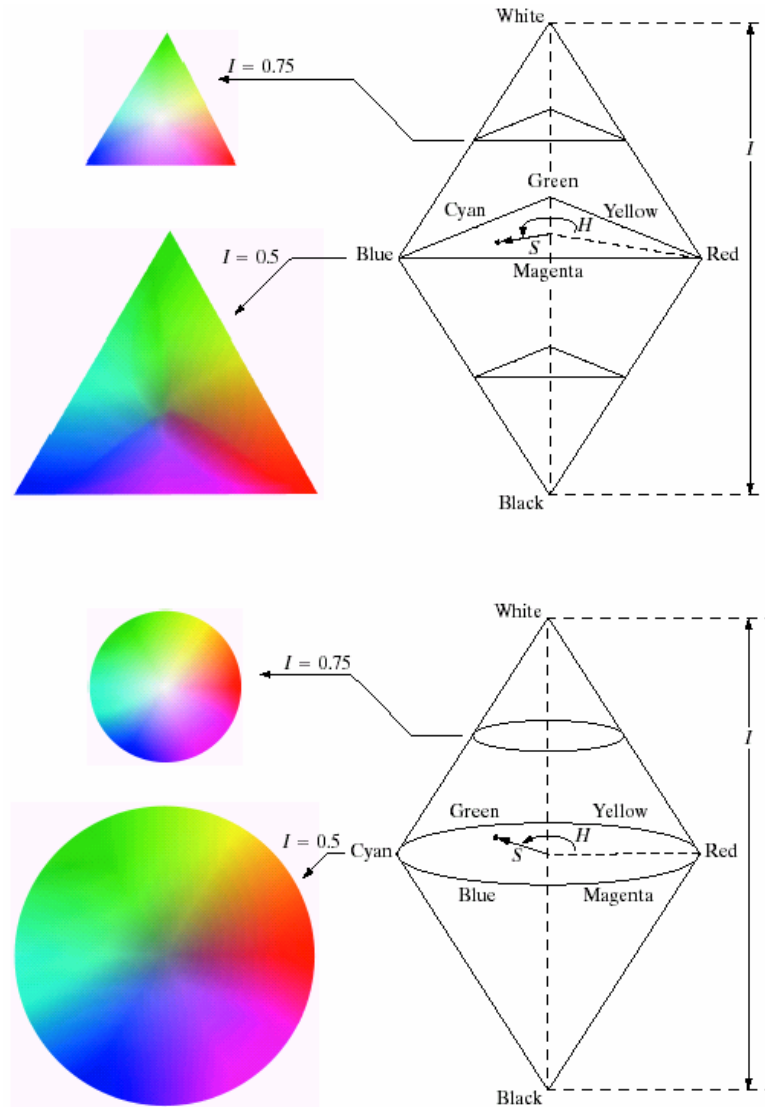 White
I = 0.75
I
Green
Cyan
Yellow
H
S
I = 0.5
Blue
Red
Magenta
Black
White
I = 0.75
I
Green
Yellow
H
I = 0.5
Cyan
S
Red
Blue
Magenta
Black